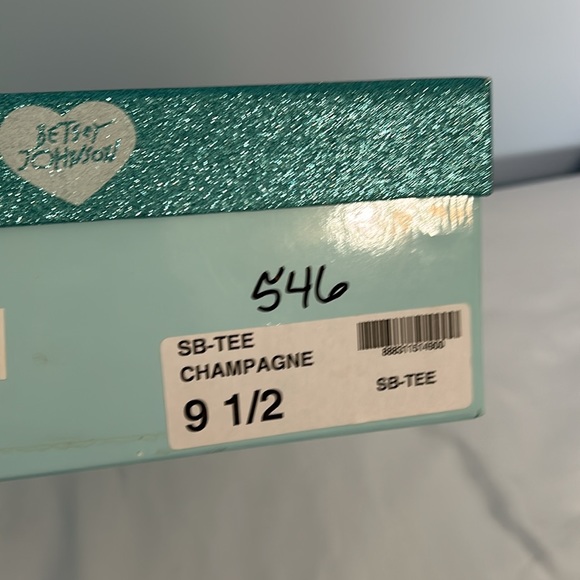 BETSEY
JOHNSON
546
SB-TEE
CHAMPAGNE
9 1/2
SB-TEE